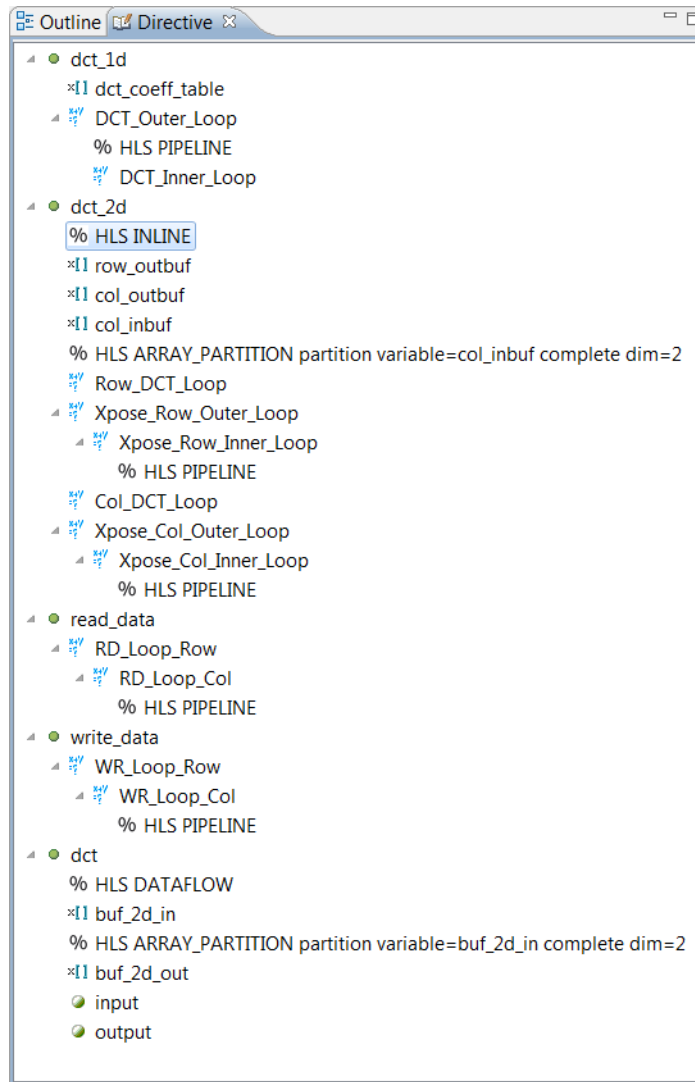 Outline Directive
dct_1d
dct_coeff_table
DCT_Outer_Loop
% HLS PIPELINE
DCT_Inner_Loop
dct_2d
% HLS INLINE
row_outbuf
col_outbuf
col_inbuf
% HLS ARRAY_PARTITION partition variable=col_inbuf complete dim=2
Row_DCT_Loop
Xpose_Row_Outer_Loop
Xpose_Row_Inner_Loop
% HLS PIPELINE
Col_DCT_Loop
Xpose_Col_Outer_Loop
Xpose_Col_Inner_Loop
% HLS PIPELINE
read_data
RD_Loop_Row
RD_Loop_Col
% HLS PIPELINE
write_data
WR_Loop_Row
WR_Loop_Col
% HLS PIPELINE
dct
% HLS DATAFLOW
buf_2d_in
% HLS ARRAY_PARTITION partition variable=buf_2d_in complete dim=2
buf_2d_out
input
output